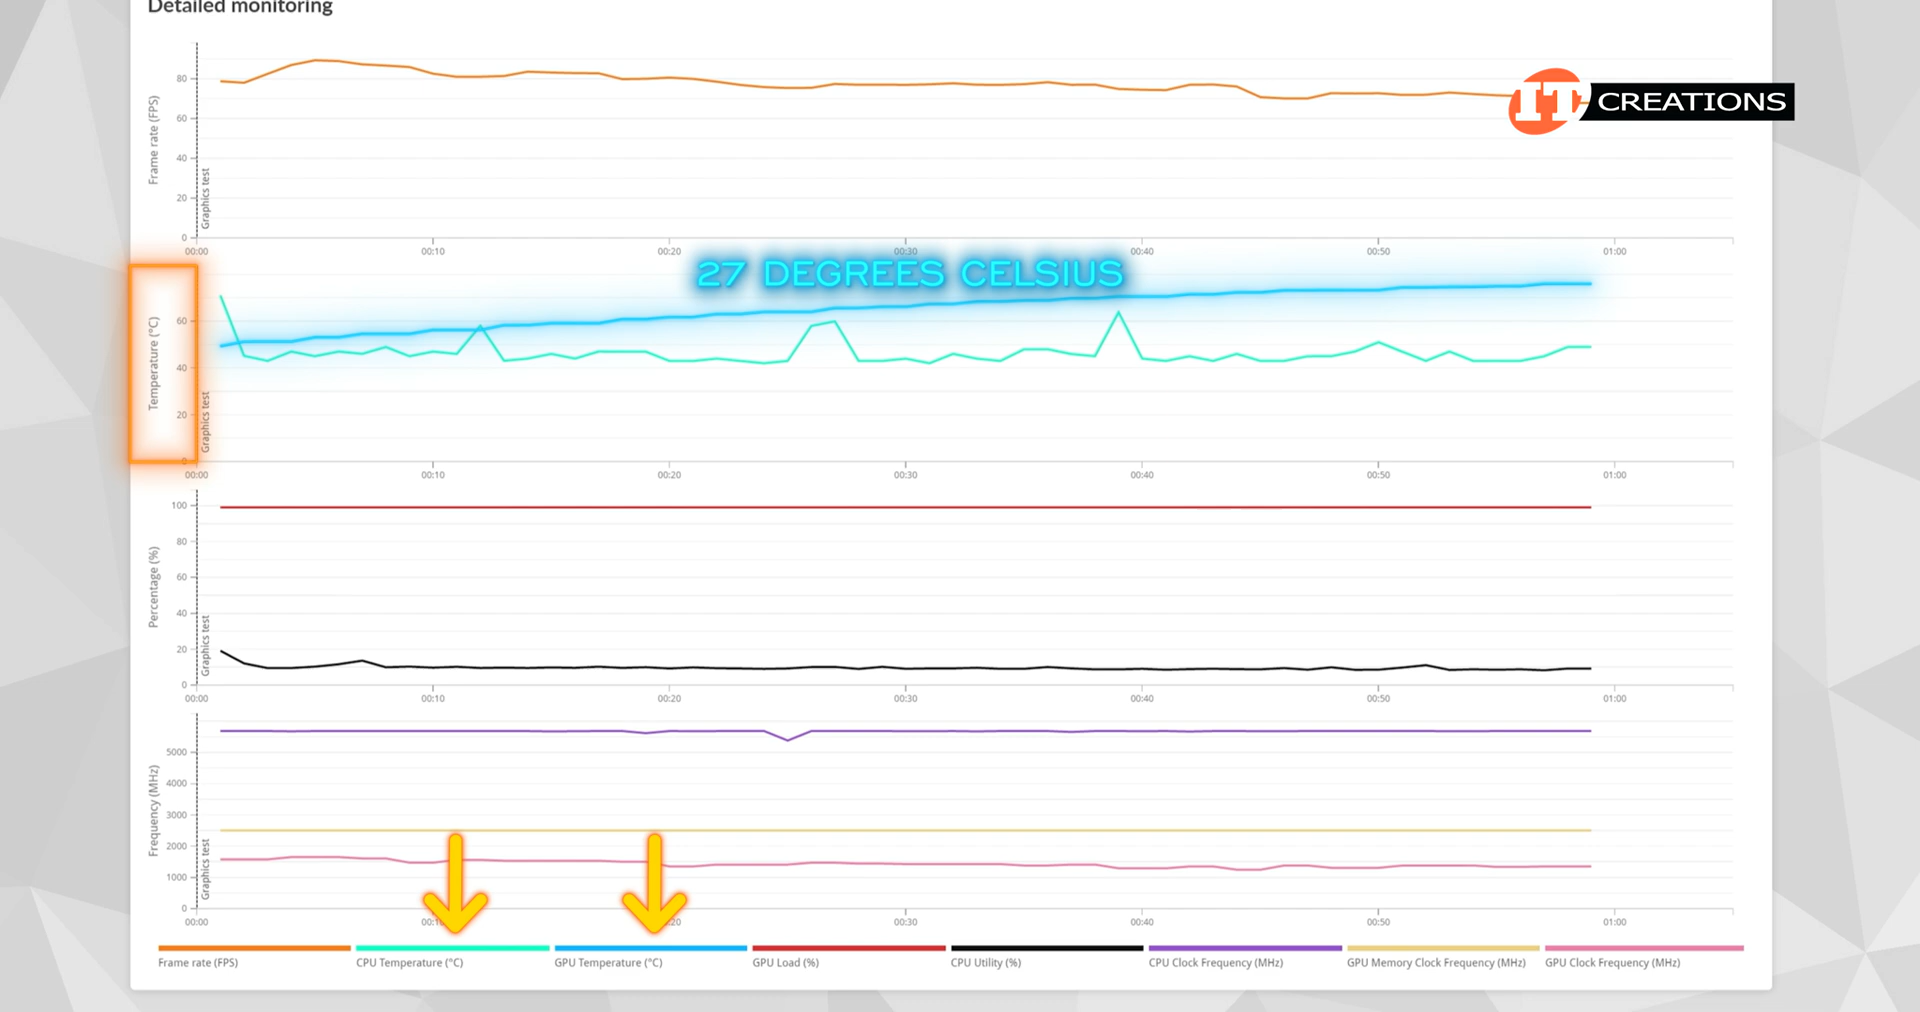 Detailed monitoring
Frame rate (FPS)
80
60
40
20
0
Graphics test
00:00 00:10 00:20 00:30 00:40 00:50 01:00
IT CREATIONS
27 DEGREES CELSIUS
Temperature (°C)
60
40
20
0
Graphics test
00:00 00:10 00:20 00:30 00:40 00:50 01:00
Percentage (%)
100
80
60
40
20
0
Graphics test
00:00 00:10 00:20 00:30 00:40 00:50 01:00
Frequency (MHz)
5000
4000
3000
2000
1000
0
Graphics test
00:00 00:30 00:40 00:50 01:00
Frame rate (FPS) CPU Temperature (°C) GPU Temperature (°C) GPU Load (%) CPU Utility (%) CPU Clock Frequency (MHz) GPU Memory Clock Frequency (MHz) GPU Clock Frequency (MHz)